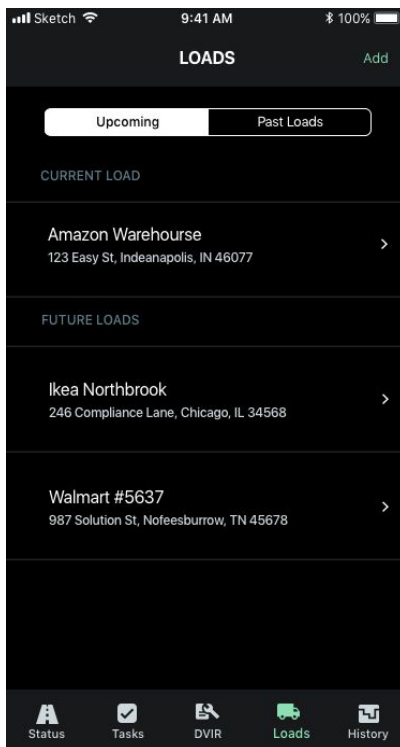 Sketch 9:41 AM 100%
LOADS Add
Upcoming Past Loads
CURRENT LOAD
Amazon Warehourse
123 Easy St, Indeanapolis, IN 46077
FUTURE LOADS
Ikea Northbrook
246 Compliance Lane, Chicago, IL 34568
Walmart #5637
987 Solution St, Nofeesburrow, TN 45678
Status Tasks DVIR Loads History